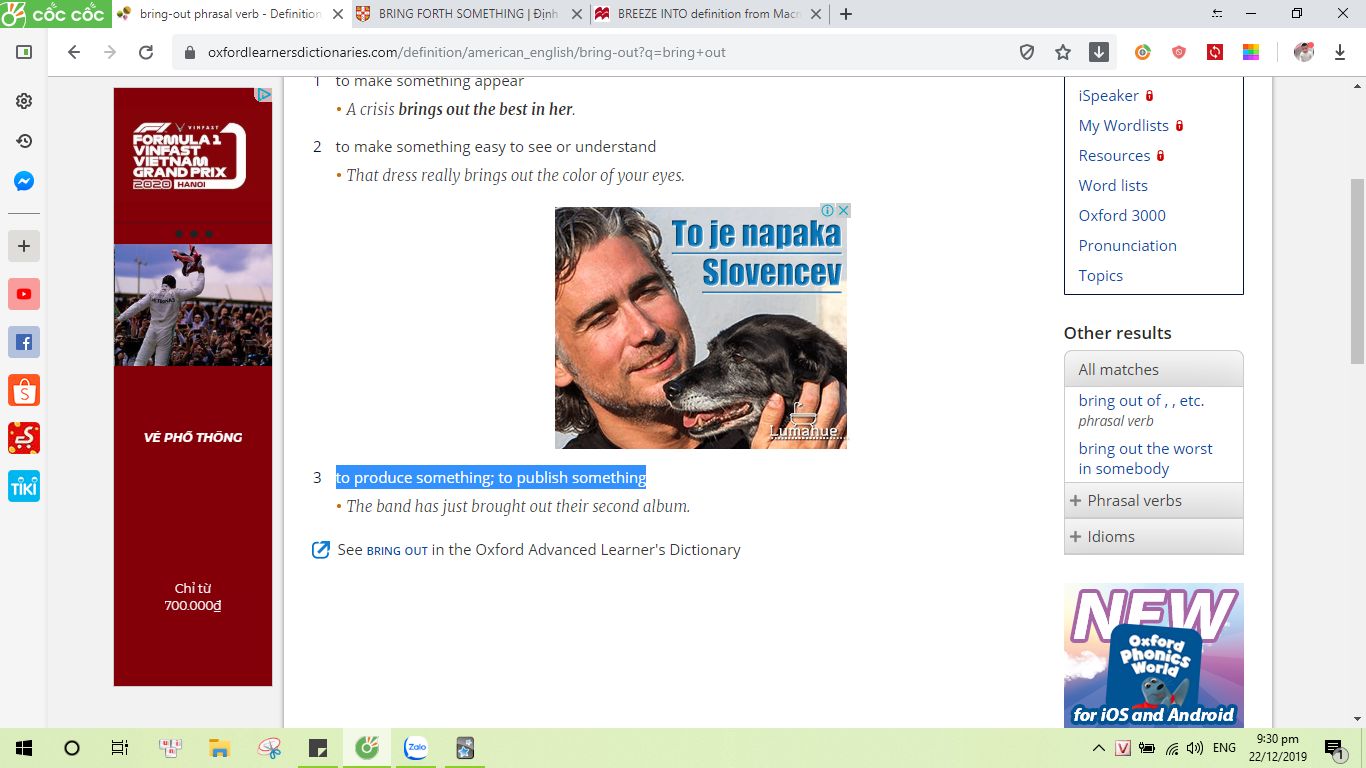 CỐC CỐC
bring-out phrasal verb - Definition
BRING FORTH SOMETHING | Định
BREEZE INTO definition from Macm
oxfordlearnersdictionaries.com/definition/american_english/bring-out?q=bring+out
VINFAST
FORMULA 1
VINFAST
VIETNAM
GRAND PRIX
2020 HANOI
VÉ PHỔ THÔNG
Chỉ từ
700.000₫
1 to make something appear
• A crisis brings out the best in her.
2 to make something easy to see or understand
• That dress really brings out the color of your eyes.
To je napaka
Slovencev
Lumahue
3 to produce something; to publish something
• The band has just brought out their second album.
See BRING OUT in the Oxford Advanced Learner's Dictionary
iSpeaker
My Wordlists
Resources
Word lists
Oxford 3000
Pronunciation
Topics
Other results
All matches
bring out of , , etc.
phrasal verb
bring out the worst
in somebody
+ Phrasal verbs
+ Idioms
NEW
Oxford
Phonics
World
for iOS and Android
TIKI
Zalo
V
ENG
9:30 pm
22/12/2019
1